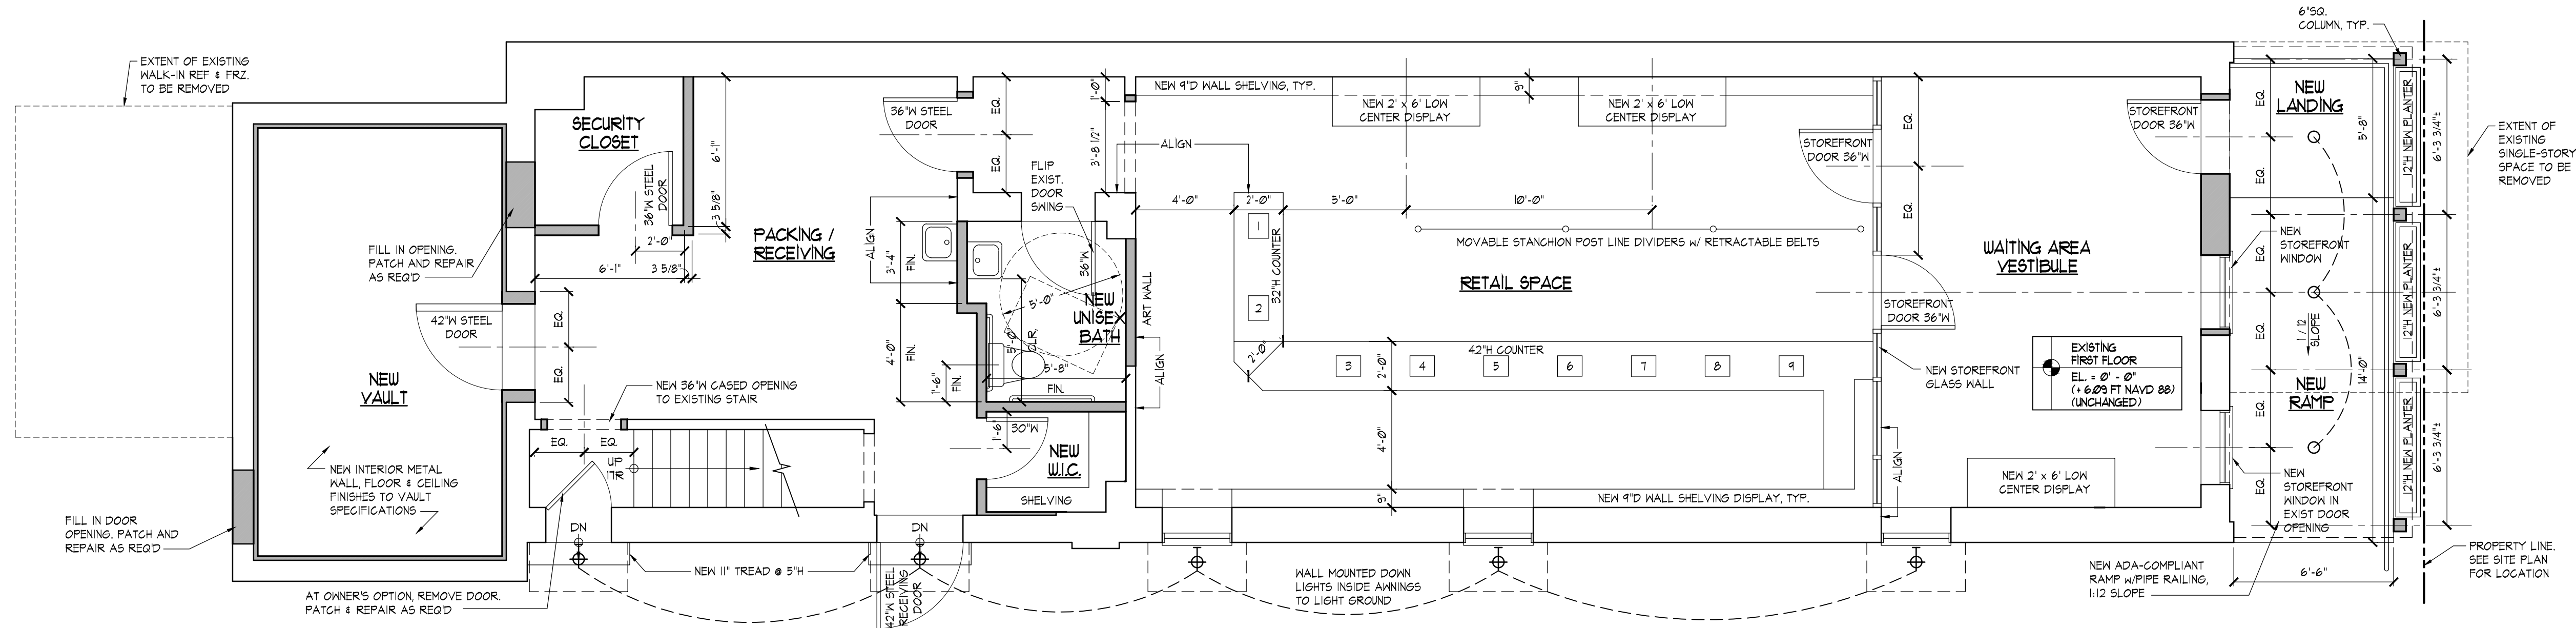 EXTENT OF EXISTING
WALK-IN REF & FRZ.
TO BE REMOVED
SECURITY
CLOSET
36"W STEEL
DOOR
2'-0"
6'-1"
3 5/8"
6'-1"
3 5/8"
FILL IN OPENING.
PATCH AND REPAIR
AS REQ'D
42"W STEEL
DOOR
NEW
VAULT
EQ.
EQ.
NEW INTERIOR METAL
WALL, FLOOR & CEILING
FINISHES TO VAULT
SPECIFICATIONS
FILL IN DOOR
OPENING. PATCH AND
REPAIR AS REQ'D
AT OWNER'S OPTION, REMOVE DOOR.
PATCH & REPAIR AS REQ'D
NEW 36"W CASED OPENING
TO EXISTING STAIR
EQ.
EQ.
UP
17R
DN
NEW 11" TREAD @ 5"H
DN
42"W STEEL
RECEIVING
DOOR
PACKING /
RECEIVING
36"W STEEL
DOOR
EQ.
EQ.
1'-0"
3'-8 1/2"
FLIP
EXIST.
DOOR
SWING
ALIGN
ALIGN
3'-4"
FIN.
4'-0"
FIN.
1'-6"
FIN.
36"W
5'-0"
5'-0"
CLR.
NEW
UNISEX
BATH
5'-8"
FIN.
ART WALL
ALIGN
1'-6"
30"W
NEW
W.I.C.
SHELVING
NEW 9"D WALL SHELVING, TYP.
9"
NEW 2' x 6' LOW
CENTER DISPLAY
NEW 2' x 6' LOW
CENTER DISPLAY
4'-0"
2'-0"
5'-0"
10'-0"
MOVABLE STANCHION POST LINE DIVIDERS W/ RETRACTABLE BELTS
RETAIL SPACE
1
2
32"H COUNTER
2'-0"
42"H COUNTER
3
4
5
6
7
8
9
2'-0"
4'-0"
9"
NEW 9"D WALL SHELVING DISPLAY, TYP.
WALL MOUNTED DOWN
LIGHTS INSIDE AWNINGS
TO LIGHT GROUND
STOREFRONT
DOOR 36"W
EQ.
EQ.
STOREFRONT
DOOR 36"W
NEW STOREFRONT
GLASS WALL
ALIGN
WAITING AREA
VESTIBULE
EXISTING
FIRST FLOOR
EL. = 0' - 0"
(+ 6.09 FT NAVD 88)
(UNCHANGED)
NEW 2' x 6' LOW
CENTER DISPLAY
STOREFRONT
DOOR 36"W
NEW
STOREFRONT
WINDOW
NEW
STOREFRONT
WINDOW IN
EXIST DOOR
OPENING
NEW ADA-COMPLIANT
RAMP W/PIPE RAILING,
1:12 SLOPE
NEW
LANDING
EQ.
EQ.
EQ.
EQ.
EQ.
EQ.
1 / 12
SLOPE
NEW
RAMP
5'-8"
14'-0"
6'-6"
6"SQ.
COLUMN, TYP.
12"H NEW PLANTER
12"H NEW PLANTER
12"H NEW PLANTER
6'-3 3/4"±
6'-3 3/4"±
6'-3 3/4"±
EXTENT OF
EXISTING
SINGLE-STORY
SPACE TO BE
REMOVED
PROPERTY LINE.
SEE SITE PLAN
FOR LOCATION